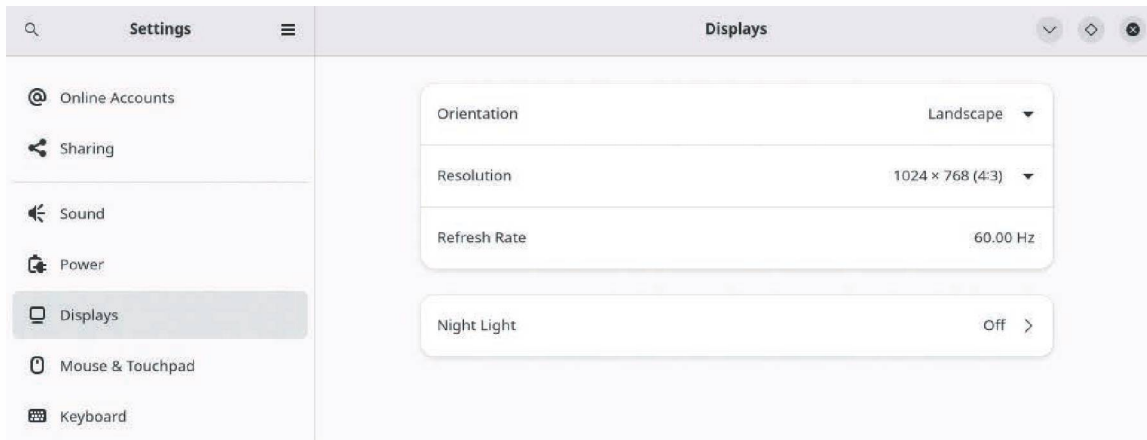 Settings
Displays
Online Accounts
Sharing
Sound
Power
Displays
Mouse & Touchpad
Keyboard
Orientation Landscape
Resolution 1024 × 768 (4:3)
Refresh Rate 60.00 Hz
Night Light Off